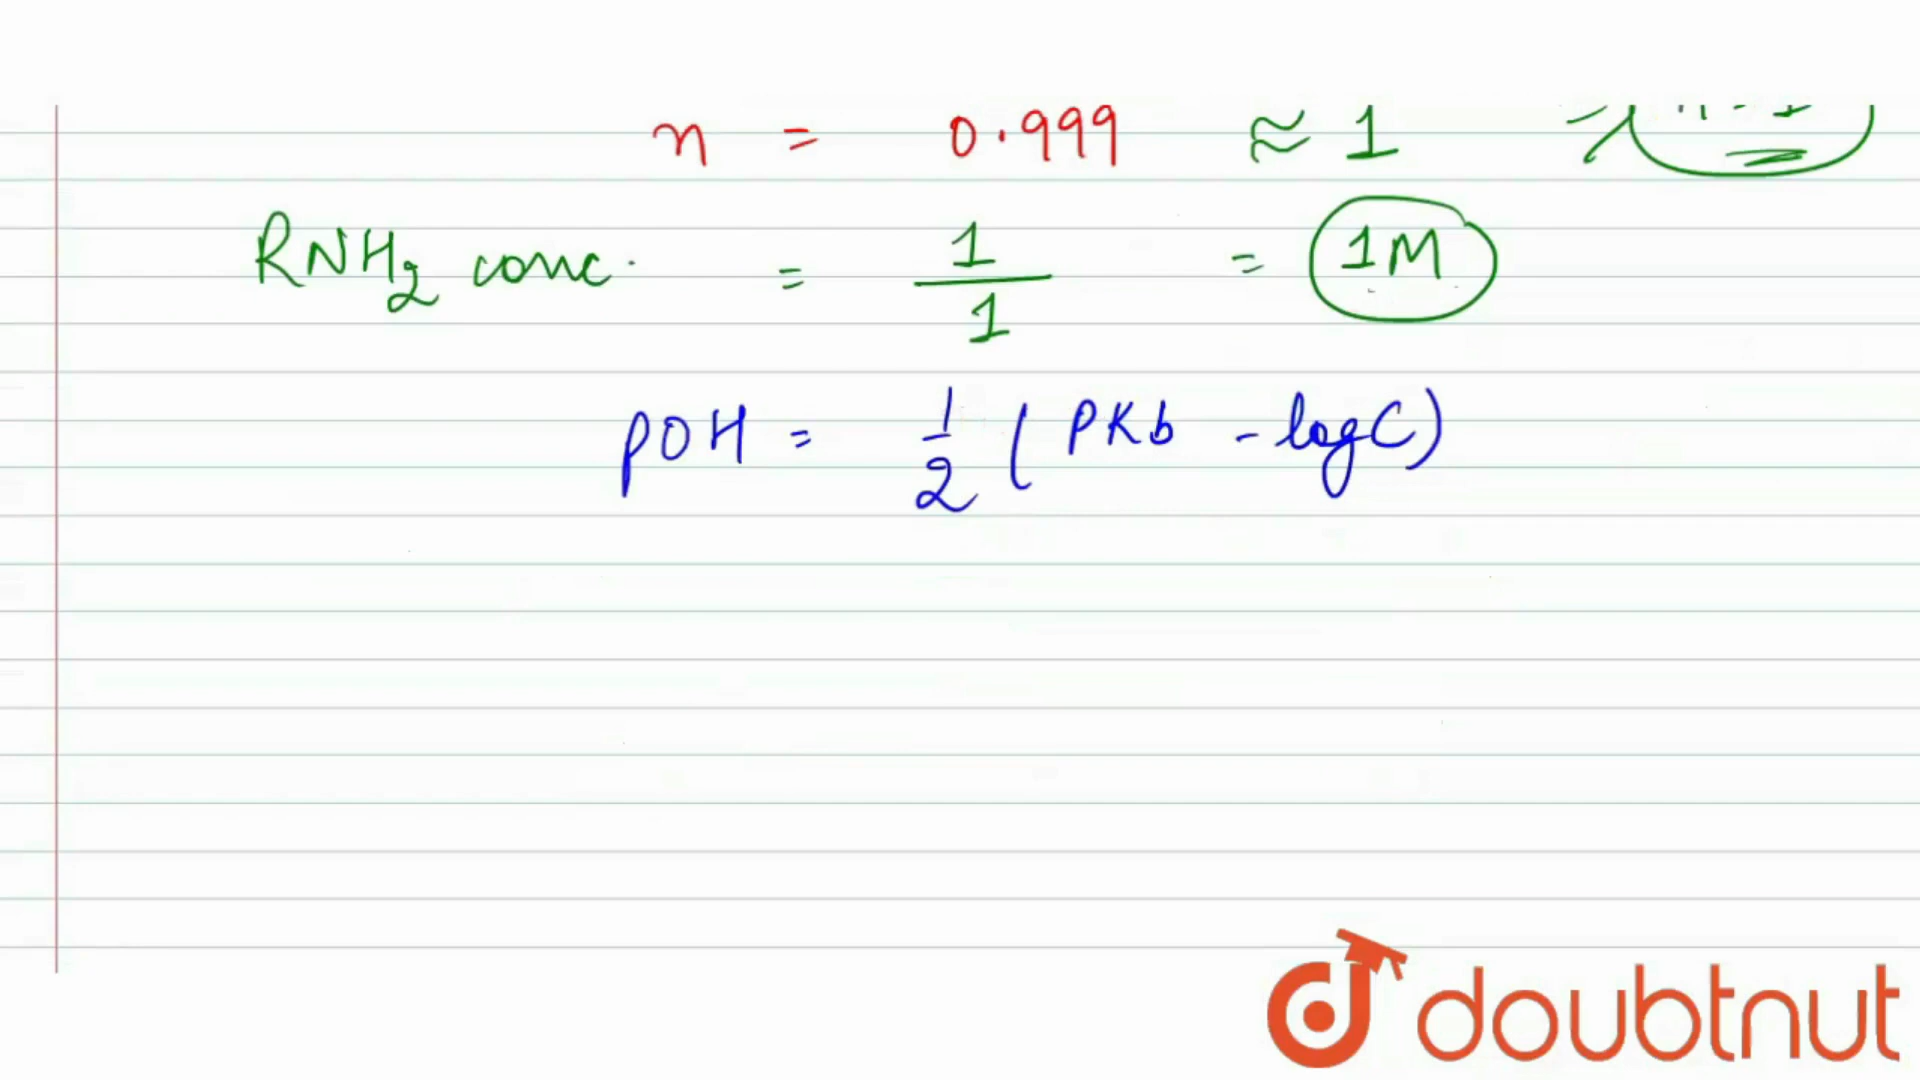 n = 0.999 ≈ 1
RNH2 conc. = 1/1 = 1M
pOH = 1/2 (PKb - logC)
doubtnut